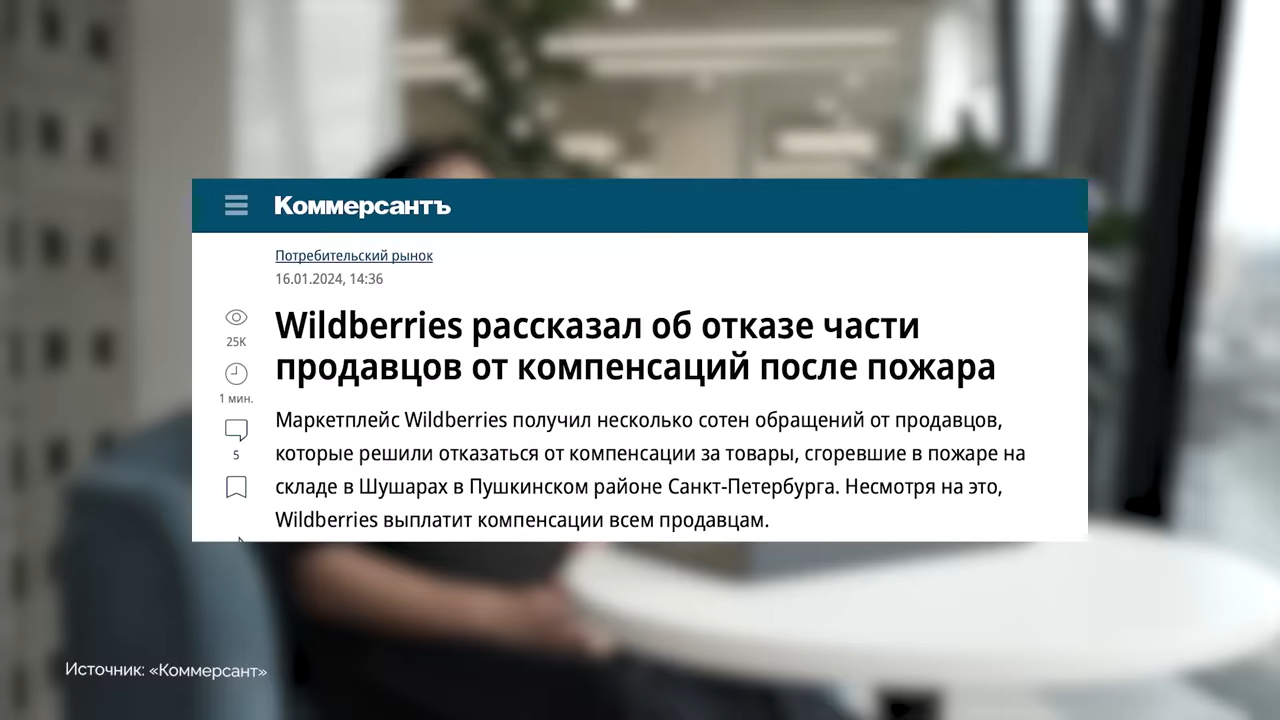 Коммерсантъ
Потребительский рынок
16.01.2024, 14:36
Wildberries рассказал об отказе части
продавцов от компенсаций после пожара
25K
1 мин.
5
Маркетплейс Wildberries получил несколько сотен обращений от продавцов,
которые решили отказаться от компенсации за товары, сгоревшие в пожаре на
складе в Шушарах в Пушкинском районе Санкт-Петербурга. Несмотря на это,
Wildberries выплатит компенсации всем продавцам.
Источник: «Коммерсант»